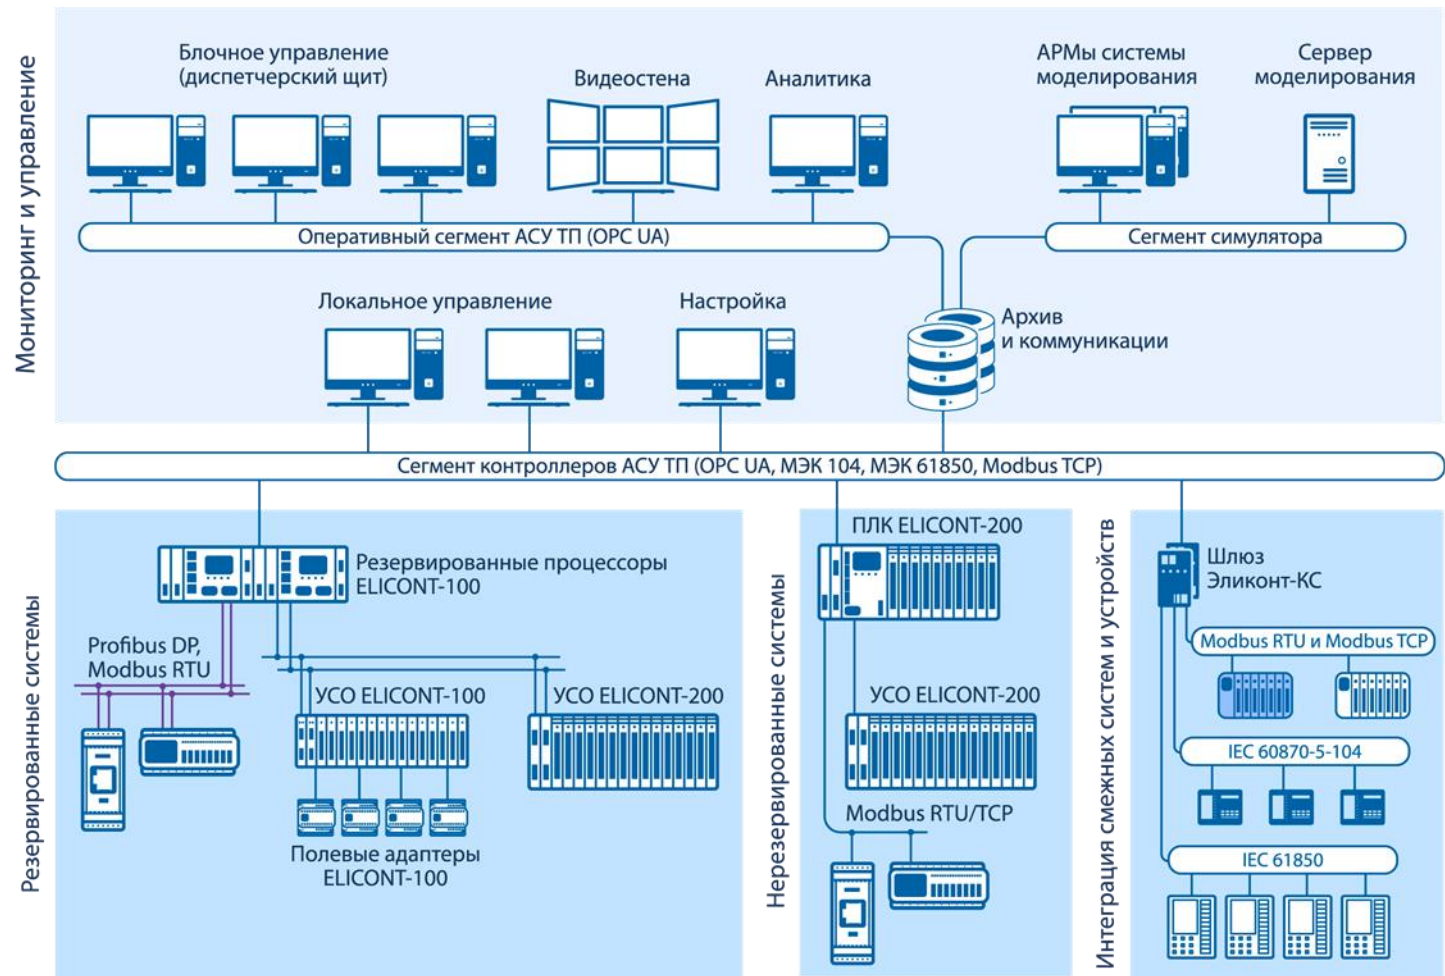 Мониторинг и управление
Блочное управление
(диспетчерский щит)
Видеостена
Аналитика
АРМы системы
моделирования
Сервер
моделирования
Оперативный сегмент АСУ ТП (OPC UA)
Сегмент симулятора
Локальное управление
Настройка
Архив
и коммуникации
Сегмент контроллеров АСУ ТП (OPC UA, МЭК 104, МЭК 61850, Modbus TCP)
Резервированные системы
Резервированные процессоры
ELICONT-100
Profibus DP,
Modbus RTU
УСО ELICONT-100
УСО ELICONT-200
Полевые адаптеры
ELICONT-100
Нерезервированные системы
ПЛК ELICONT-200
УСО ELICONT-200
Modbus RTU/TCP
Интеграция смежных систем и устройств
Шлюз
Эликонт-КС
Modbus RTU и Modbus TCP
IEC 60870-5-104
IEC 61850